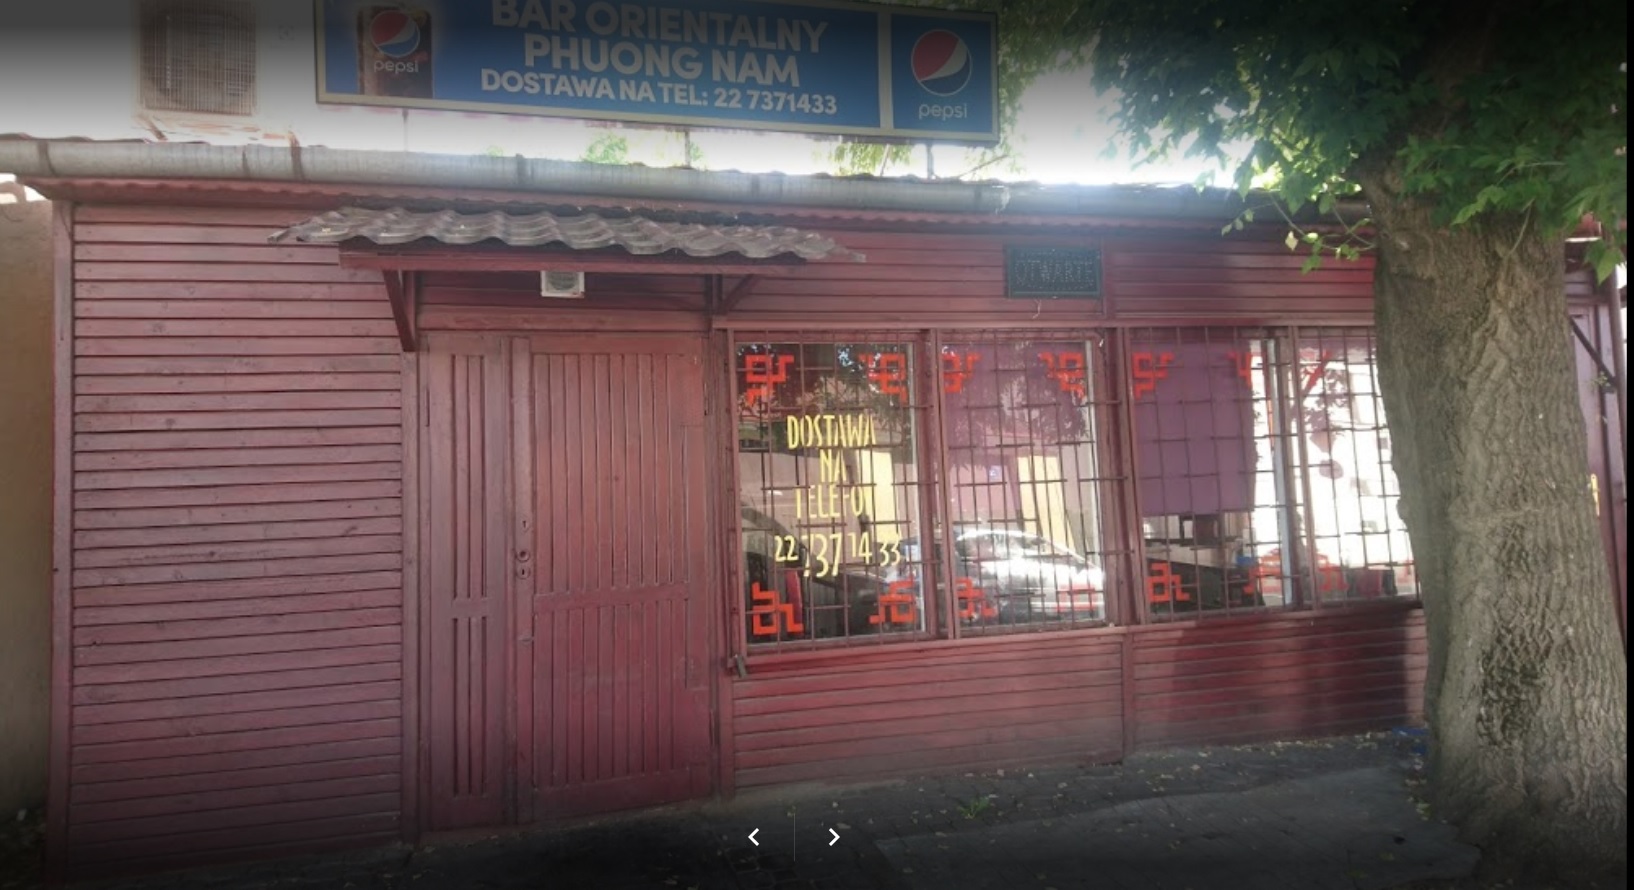 BAR ORIENTALNY
PHUONG NAM
DOSTAWA NA TEL: 22 7371433
pepsi
pepsi
OTWARTE
DOSTAWA
NA
TELEFON
22 737 14 33